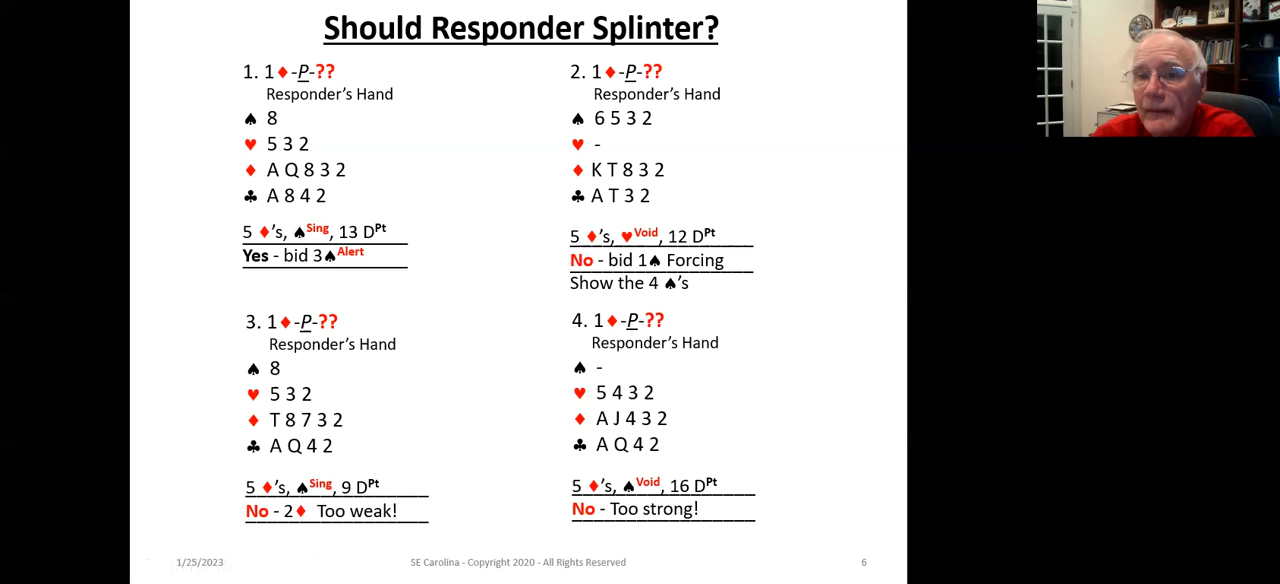 Should Responder Splinter?
1. 1♦-P-??
Responder's Hand
♠ 8
♥ 5 3 2
♦ A Q 8 3 2
♣ A 8 4 2
5 ♦'s, ♠Sing, 13 DPt
Yes - bid 3♠Alert
2. 1♦-P-??
Responder's Hand
♠ 6 5 3 2
♥ -
♦ K T 8 3 2
♣ A T 3 2
5 ♦'s, ♥Void, 12 DPt
No - bid 1♠ Forcing
Show the 4 ♠'s
3. 1♦-P-??
Responder's Hand
♠ 8
♥ 5 3 2
♦ T 8 7 3 2
♣ A Q 4 2
5 ♦'s, ♠Sing, 9 DPt
No - 2♦ Too weak!
4. 1♦-P-??
Responder's Hand
♠ -
♥ 5 4 3 2
♦ A J 4 3 2
♣ A Q 4 2
5 ♦'s, ♠Void, 16 DPt
No - Too strong!
1/25/2023
SE Carolina - Copyright 2020 - All Rights Reserved
6